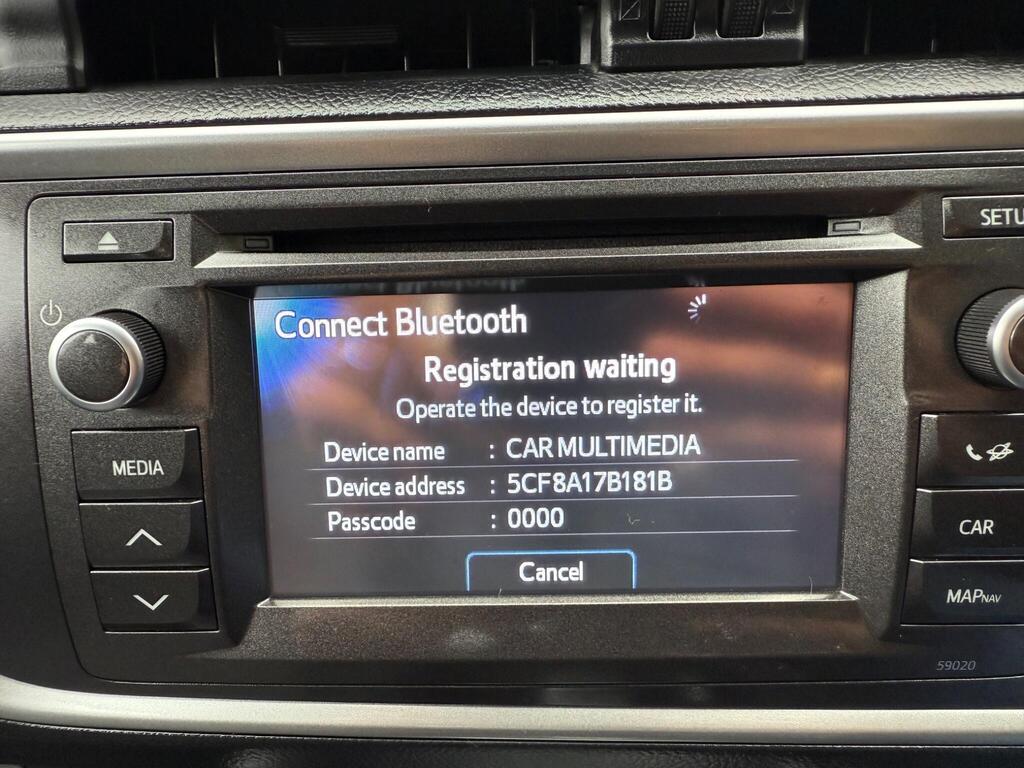 SETU
Connect Bluetooth
Registration waiting
Operate the device to register it.
Device name : CAR MULTIMEDIA
Device address : 5CF8A17B181B
Passcode : 0000
Cancel
MEDIA
CAR
MAPNAV
59020